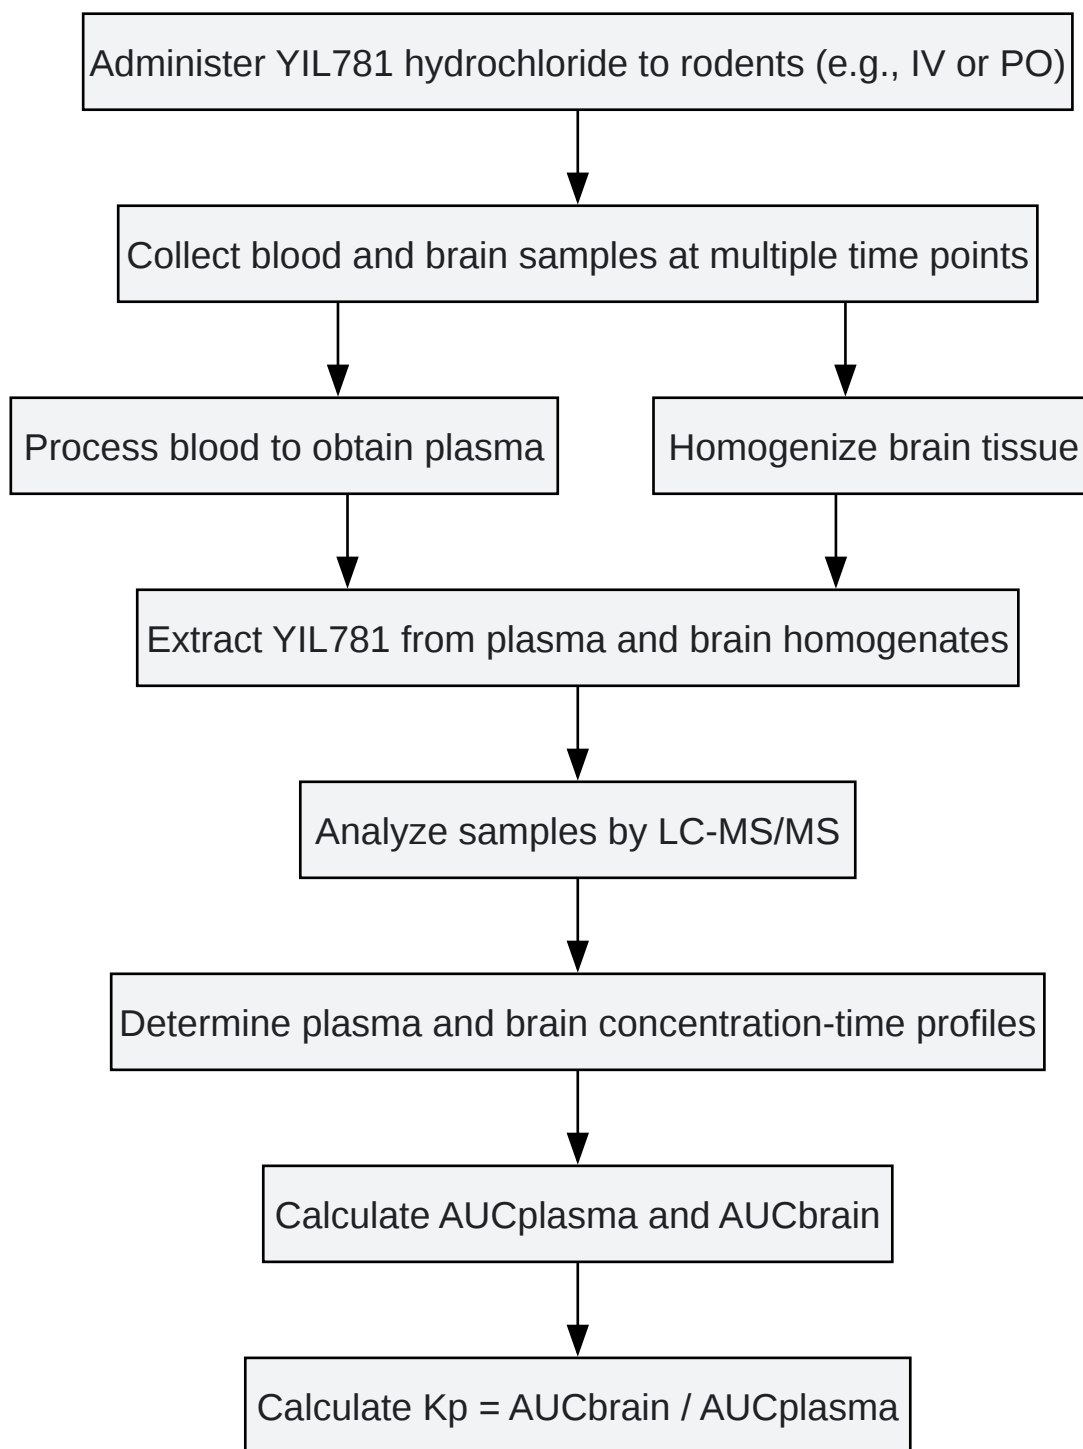 Administer YIL781 hydrochloride to rodents (e.g., IV or PO)
Collect blood and brain samples at multiple time points
Process blood to obtain plasma
Homogenize brain tissue
Extract YIL781 from plasma and brain homogenates
Analyze samples by LC-MS/MS
Determine plasma and brain concentration-time profiles
Calculate AUCplasma and AUCbrain
Calculate Kp = AUCbrain / AUCplasma